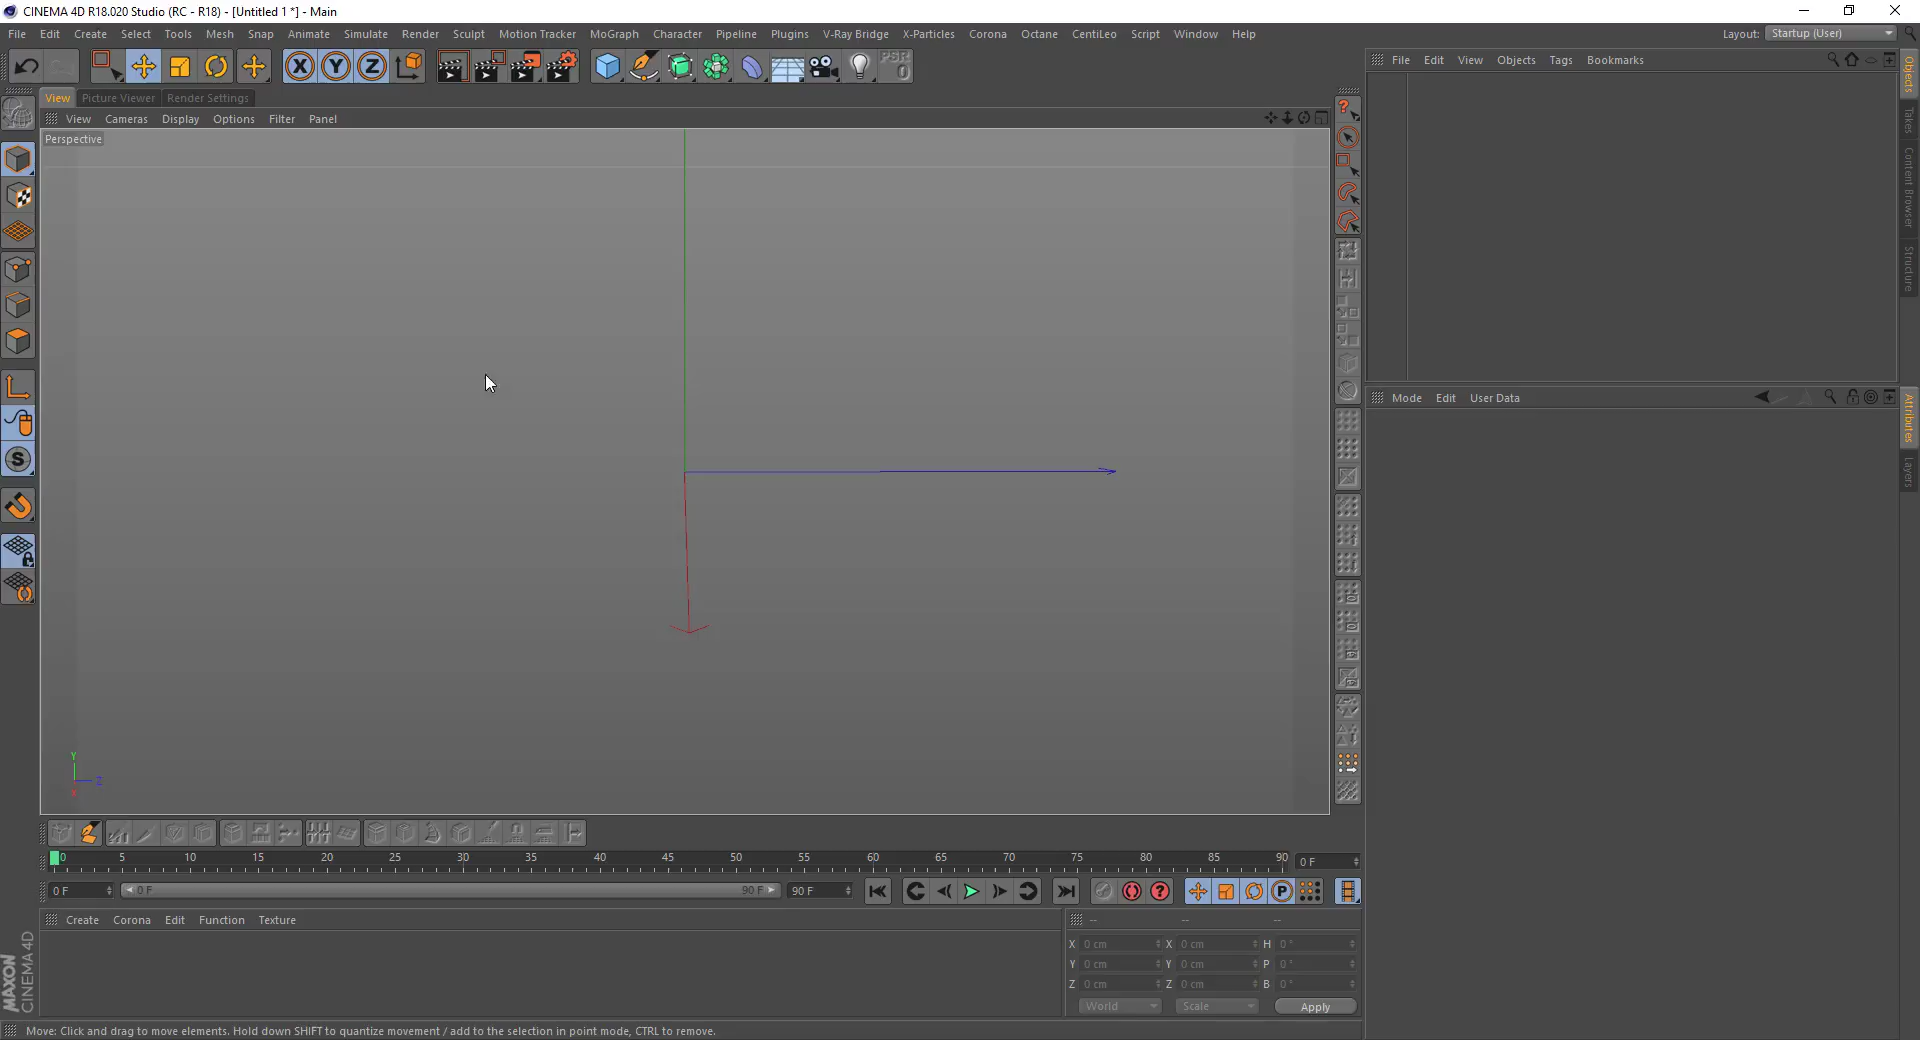 CINEMA 4D R18.020 Studio (RC - R18) - [Untitled 1 *] - Main
File Edit Create Select Tools Mesh Snap Animate Simulate Render Sculpt Motion Tracker MoGraph Character Pipeline Plugins V-Ray Bridge X-Particles Corona Octane CentiLeo Script Window Help Layout: Startup (User)
X Y Z PSR 0
File Edit View Objects Tags Bookmarks
View Picture Viewer Render Settings
View Cameras Display Options Filter Panel
Perspective
Objects
Takes
Content Browser
Structure
Mode Edit User Data
Attributes
Layers
S
Y
Z
X
0 5 10 15 20 25 30 35 40 45 50 55 60 65 70 75 80 85 90 0 F
0 F 0 F 90 F 90 F ? P
Create Corona Edit Function Texture -- -- --
X 0 cm X 0 cm H 0 °
Y 0 cm Y 0 cm P 0 °
Z 0 cm Z 0 cm B 0 °
World Scale Apply
MAXON
CINEMA 4D
Move: Click and drag to move elements. Hold down SHIFT to quantize movement / add to the selection in point mode, CTRL to remove.